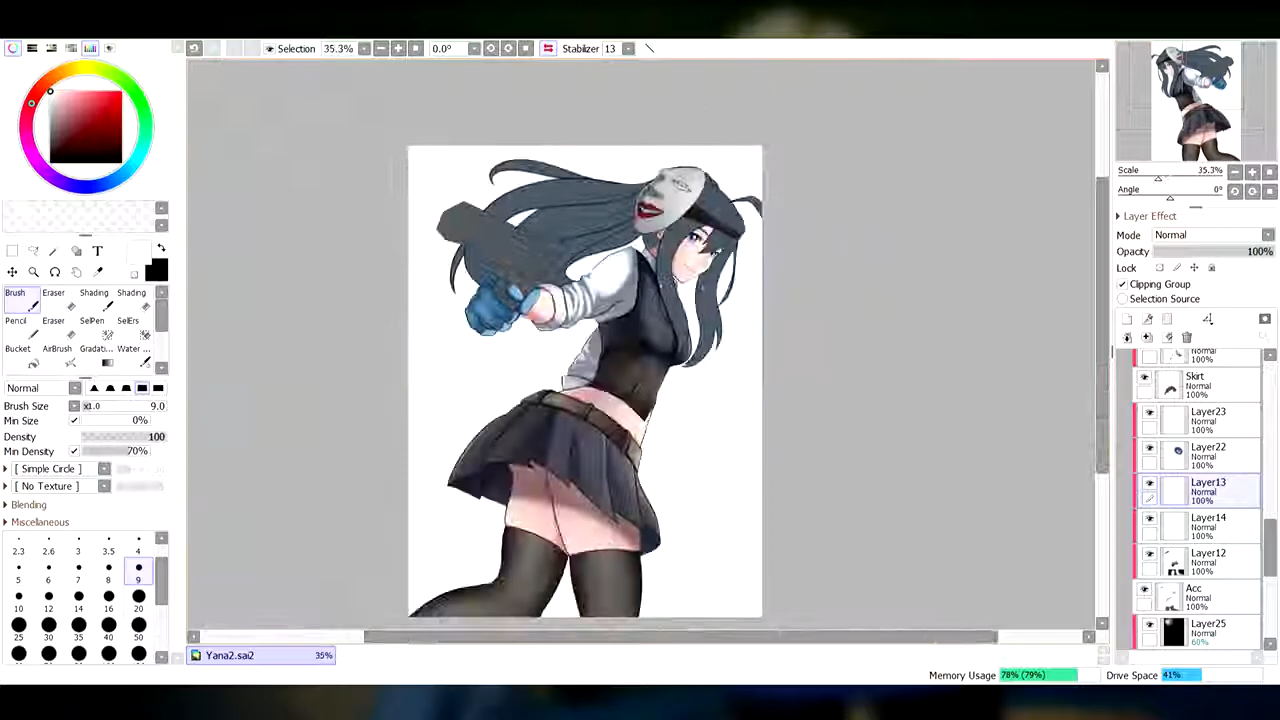 Selection 35.3% 0.0° Stabilizer 13
Scale 35.3%
Angle 0°
Layer Effect
Mode Normal
Opacity 100%
Lock
Clipping Group
Selection Source
T
Brush Eraser Shading Shading
Pencil Eraser SelPen SelErs
Bucket AirBrush Gradati... Water ...
Normal
Brush Size x1.0 9.0
Min Size 0%
Density 100
Min Density 70%
[ Simple Circle ]
[ No Texture ]
Blending
Miscellaneous
2.3 2.6 3 3.5 4
5 6 7 8 9
10 12 14 16 20
25 30 35 40 50
Normal
100%
Skirt
Normal
100%
Layer23
Normal
100%
Layer22
Normal
100%
Layer13
Normal
100%
Layer14
Normal
100%
Layer12
Normal
100%
Acc
Normal
100%
Layer25
Normal
60%
Yana2.sai2 35%
Memory Usage 78% (79%) Drive Space 41%